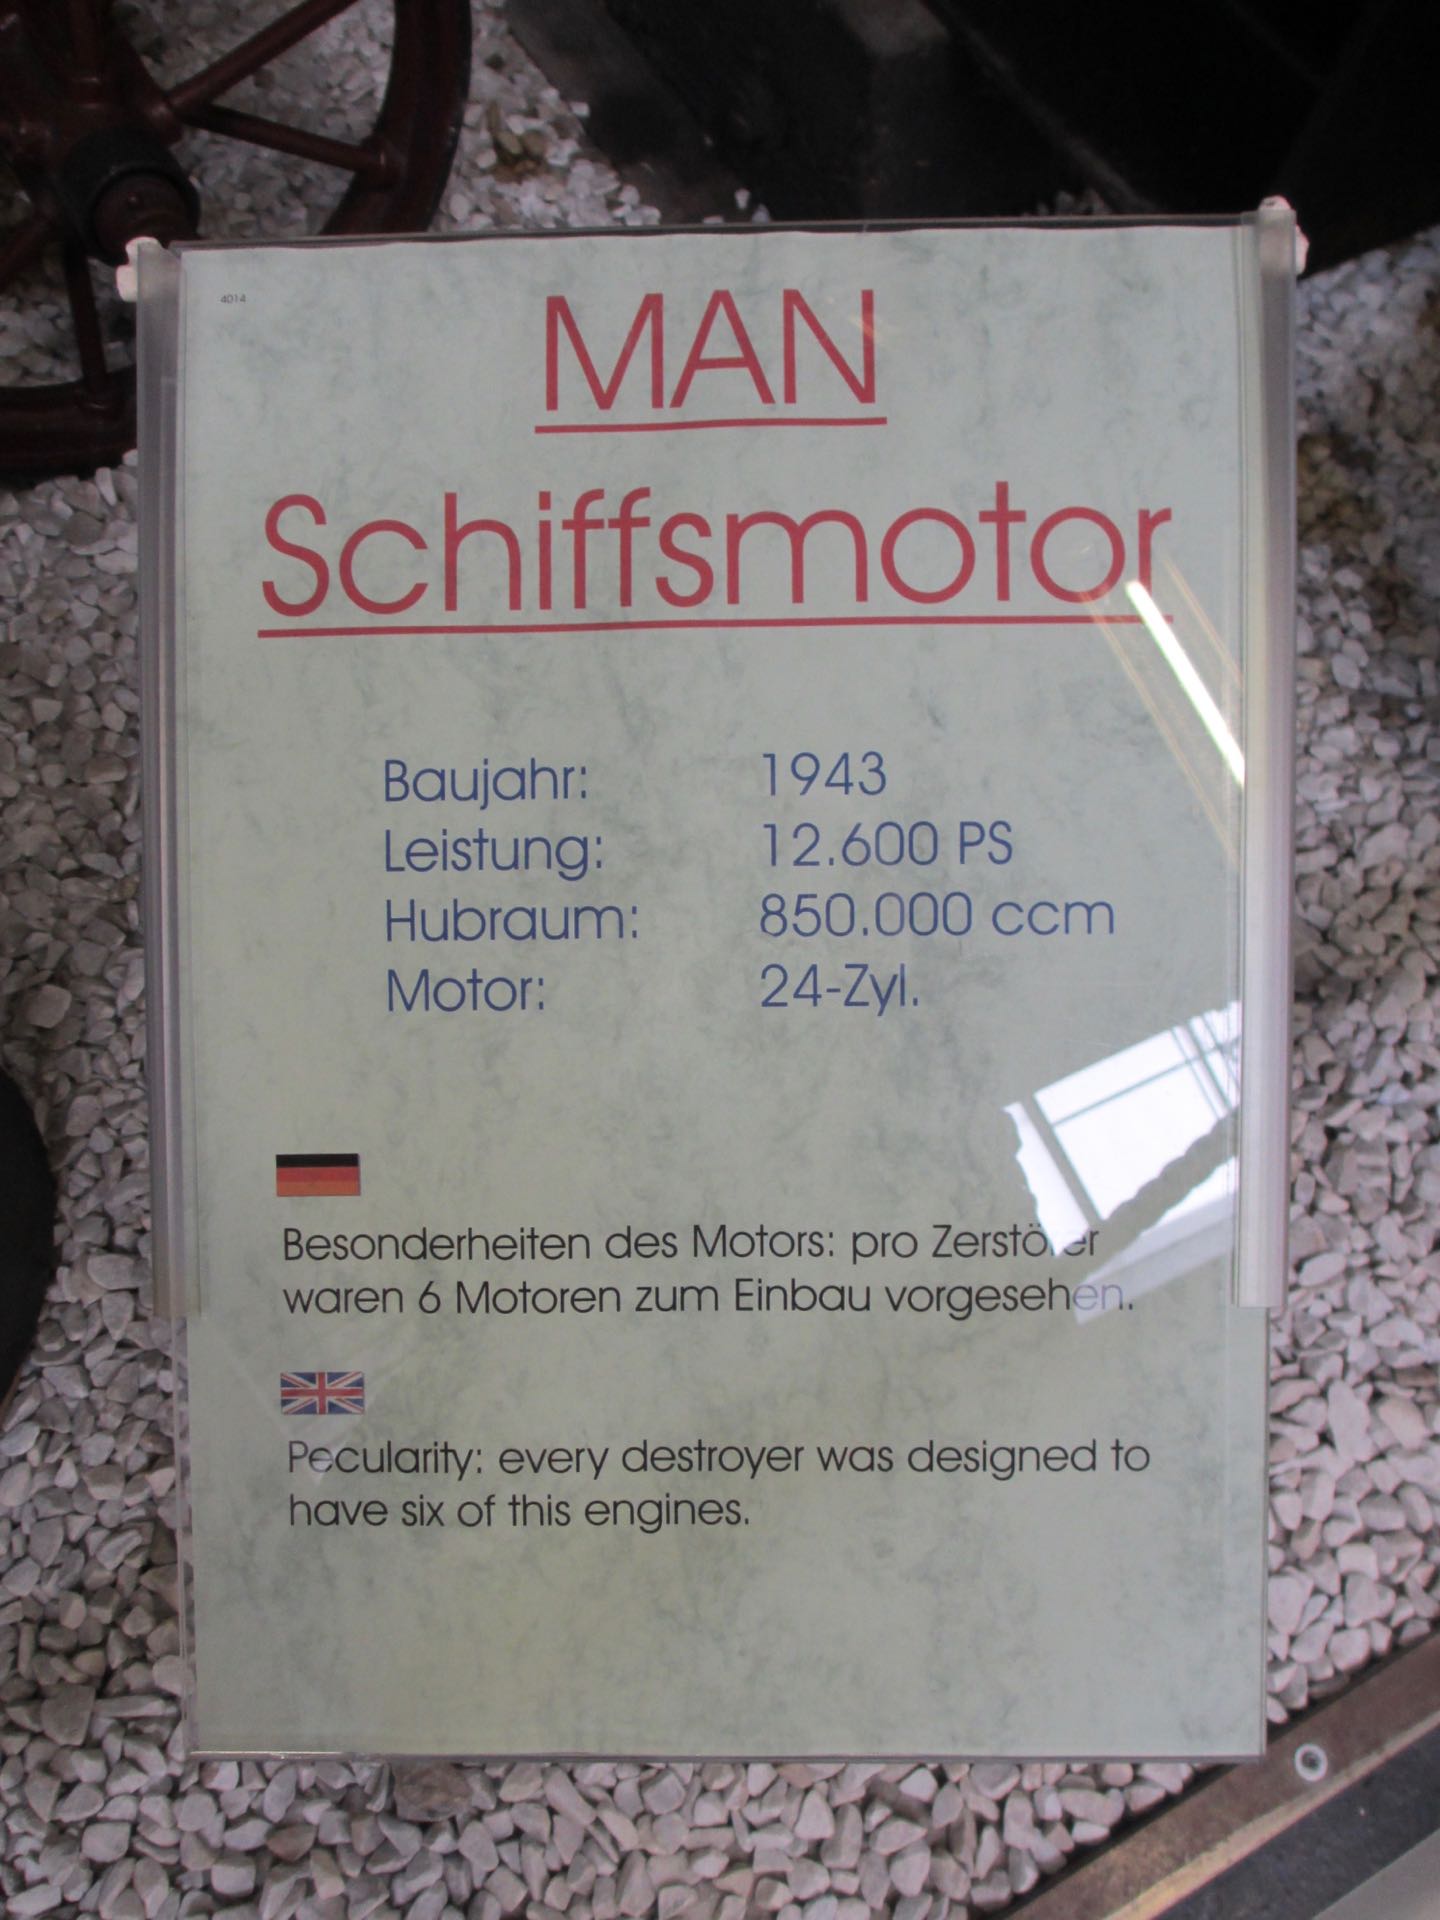 4014
MAN
Schiffsmotor
Baujahr: 1943
Leistung: 12.600 PS
Hubraum: 850.000 ccm
Motor: 24-Zyl.
Besonderheiten des Motors: pro Zerstörer
waren 6 Motoren zum Einbau vorgesehen.
Pecularity: every destroyer was designed to
have six of this engines.